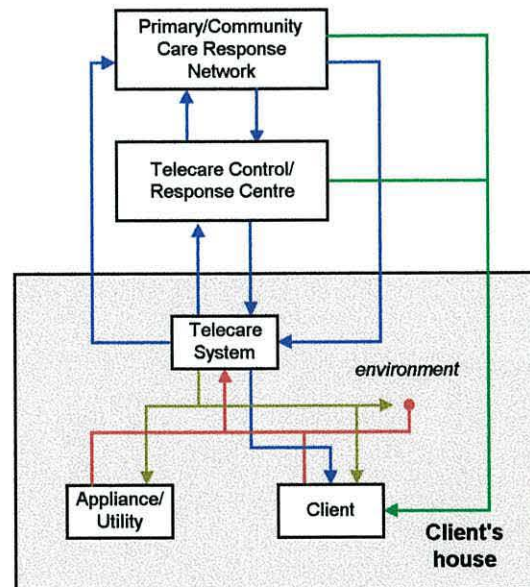 Primary/Community
Care Response
Network
Telecare Control/
Response Centre
Telecare
System
environment
Appliance/
Utility
Client
Client's
house